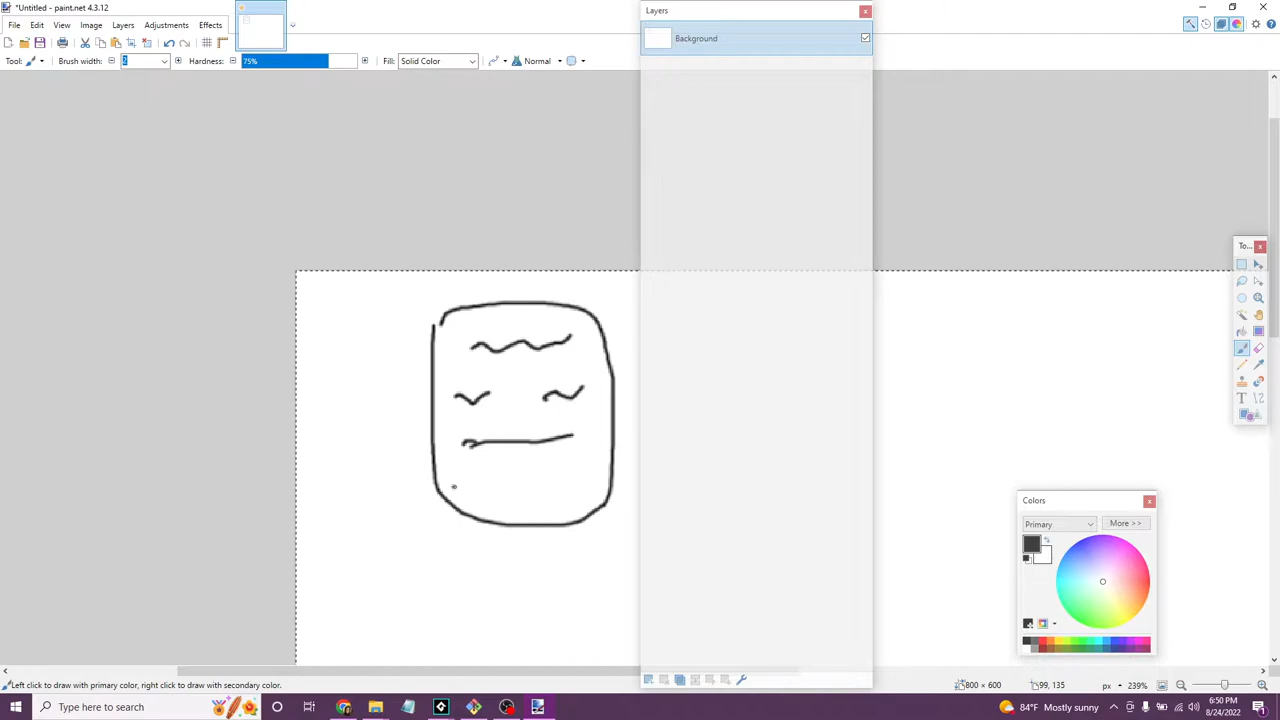 *Untitled - paint.net 4.3.12
File Edit View Image Layers Adjustments Effects
Tool: Brush width: 2 Hardness: 75% Fill: Solid Color Normal
Layers
Background
To...
Colors
Primary More >>
k to draw with primary color, right click to draw with secondary color.
800 × 600 99, 135 px 239%
Type here to search
84°F Mostly sunny
6:50 PM
8/24/2022